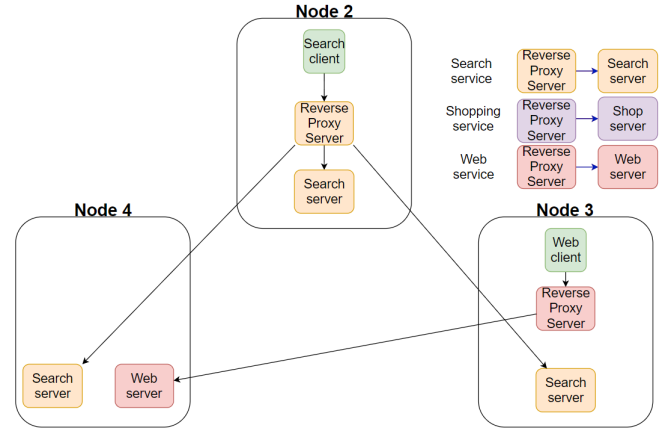 Node 2
Search
client
Reverse
Proxy
Server
Search
server
Search
service
Reverse
Proxy
Server
Search
server
Shopping
service
Reverse
Proxy
Server
Shop
server
Web
service
Reverse
Proxy
Server
Web
server
Node 4
Search
server
Web
server
Node 3
Web
client
Reverse
Proxy
Server
Search
server